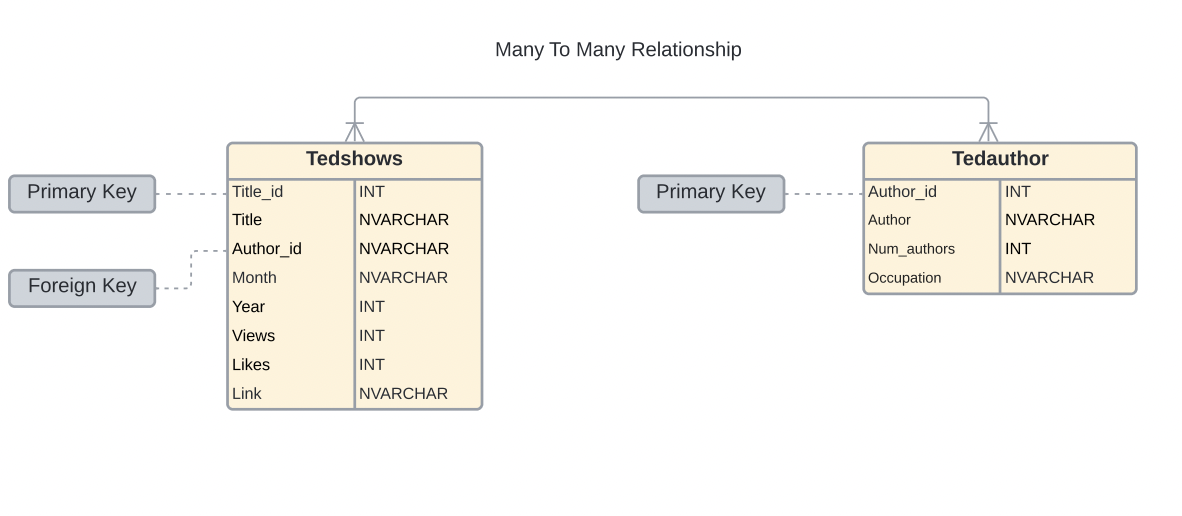 Many To Many Relationship
Tedshows
Primary Key
Title_id INT
Title NVARCHAR
Author_id NVARCHAR
Foreign Key
Month NVARCHAR
Year INT
Views INT
Likes INT
Link NVARCHAR
Tedauthor
Primary Key
Author_id INT
Author NVARCHAR
Num_authors INT
Occupation NVARCHAR